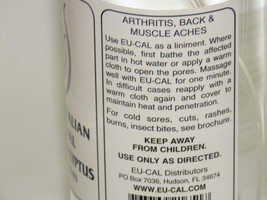 ARTHRITIS, BACK &
MUSCLE ACHES
Use EU-CAL as a liniment. Where
possible, first bathe the affected
part in hot water or apply a warm
cloth to open the pores. Massage
well with EU-CAL for one minute.
In difficult cases reapply with a
warm cloth again and cover to
maintain heat and penetration.
For cold sores, cuts, rashes,
burns, insect bites, see brochure.
KEEP AWAY
FROM CHILDREN.
USE ONLY AS DIRECTED.
EU-CAL Distributors
PO Box 7036, Hudson, FL 34674
WWW.EU-CAL.COM